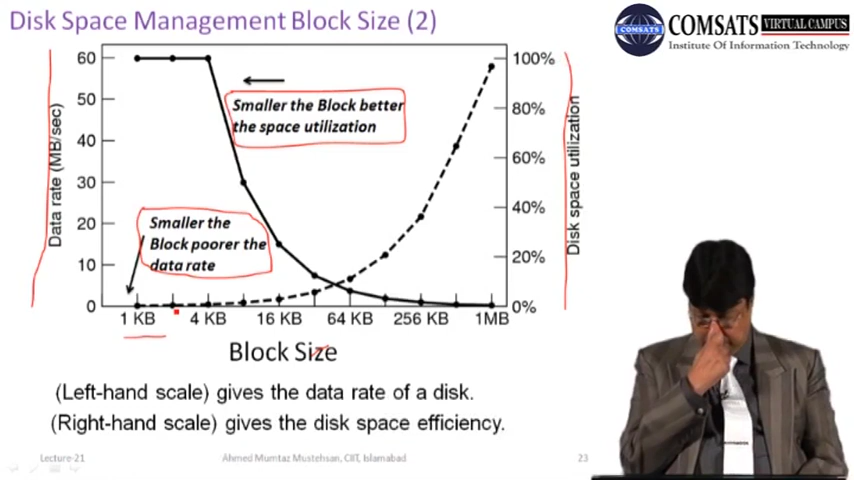 Disk Space Management Block Size (2)
COMSATS VIRTUAL CAMPUS
Institute Of Information Technology
60
50
40
30
20
10
0
Data rate (MB/sec)
Smaller the Block better
the space utilization
Smaller the
Block poorer the
data rate
100%
80%
60%
40%
20%
0%
Disk space utilization
1 KB 4 KB 16 KB 64 KB 256 KB 1MB
Block Size
(Left-hand scale) gives the data rate of a disk.
(Right-hand scale) gives the disk space efficiency.
Lecture-21 Ahmed Mumtaz Mustehsan, CIIT, Islamabad 23